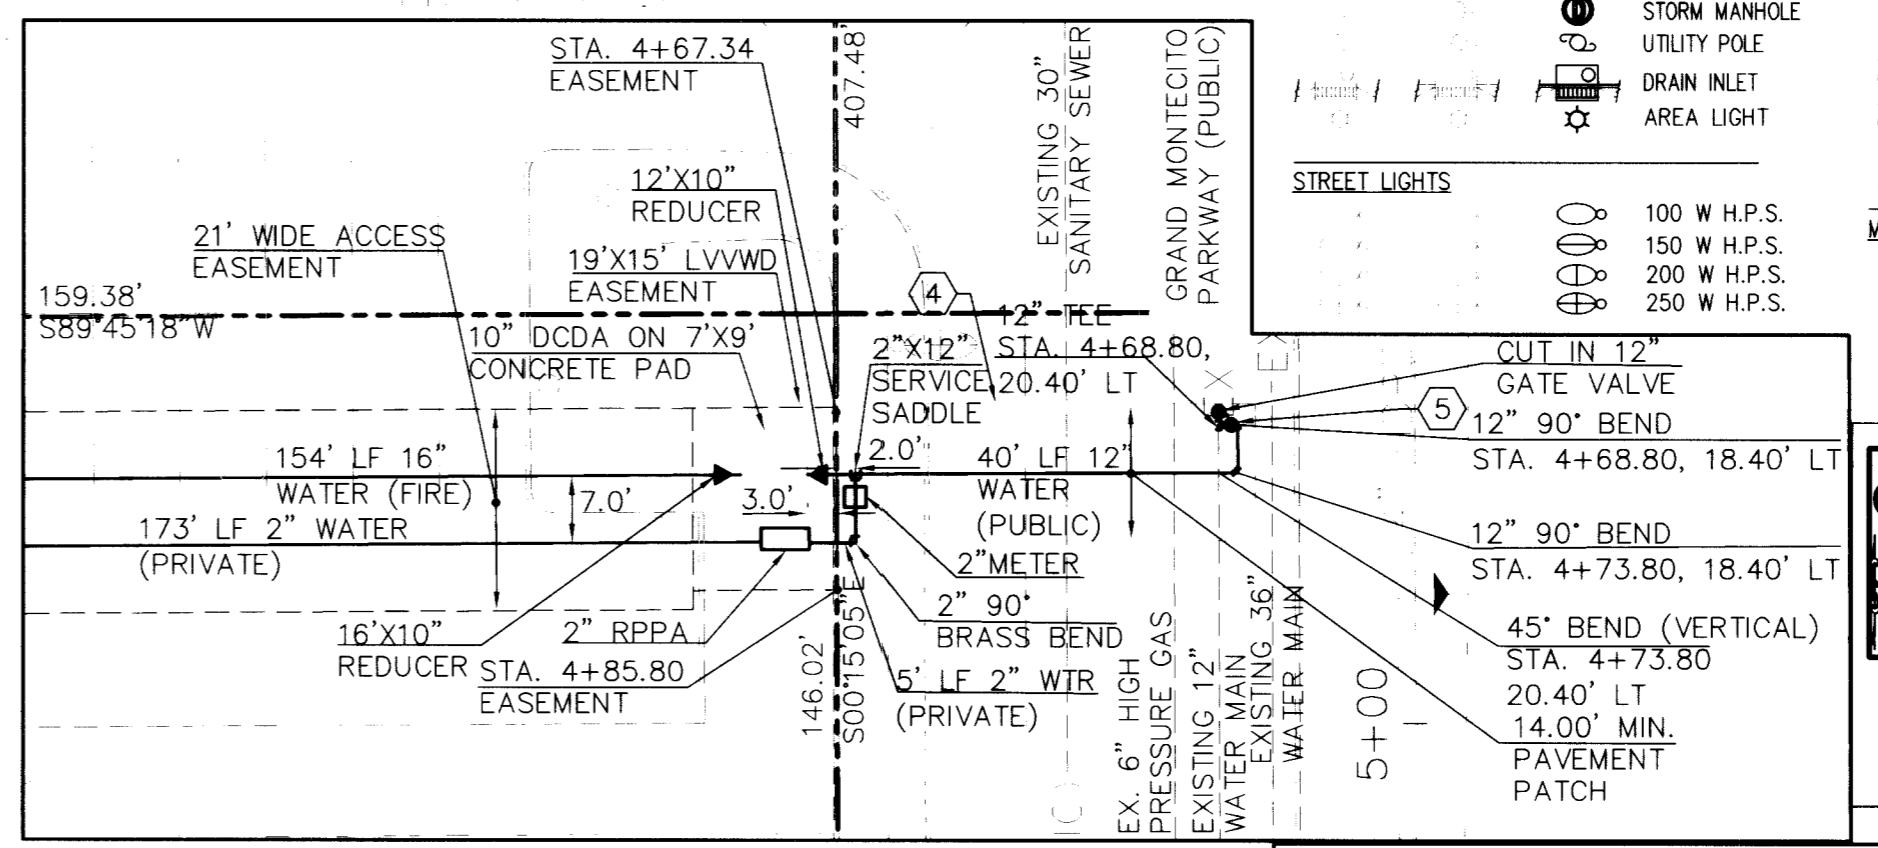 STA. 4+67.34
EASEMENT
407.48'
EXISTING 30"
SANITARY SEWER
GRAND MONTECITO
PARKWAY (PUBLIC)
STORM MANHOLE
UTILITY POLE
DRAIN INLET
AREA LIGHT
STREET LIGHTS
100 W H.P.S.
150 W H.P.S.
200 W H.P.S.
250 W H.P.S.
12'X10"
REDUCER
21' WIDE ACCESS
EASEMENT
19'X15' LVVWD
EASEMENT
4
159.38'
S89°45'18"W
10" DCDA ON 7'X9'
CONCRETE PAD
2"X12"
SERVICE
SADDLE
12" TEE
STA. 4+68.80,
20.40' LT
EX
CUT IN 12"
GATE VALVE
5
12" 90° BEND
STA. 4+68.80, 18.40' LT
154' LF 16"
WATER (FIRE)
7.0'
3.0'
2.0'
40' LF 12"
WATER
(PUBLIC)
173' LF 2" WATER
(PRIVATE)
2"METER
12" 90° BEND
STA. 4+73.80, 18.40' LT
16'X10"
REDUCER
2" RPPA
STA. 4+85.80
EASEMENT
146.02'
S00°15'05"E
2" 90°
BRASS BEND
5' LF 2" WTR
(PRIVATE)
EX. 6" HIGH
PRESSURE GAS
EXISTING 12"
WATER MAIN
EXISTING 36"
WATER MAIN
5+00
45° BEND (VERTICAL)
STA. 4+73.80
20.40' LT
14.00' MIN.
PAVEMENT
PATCH